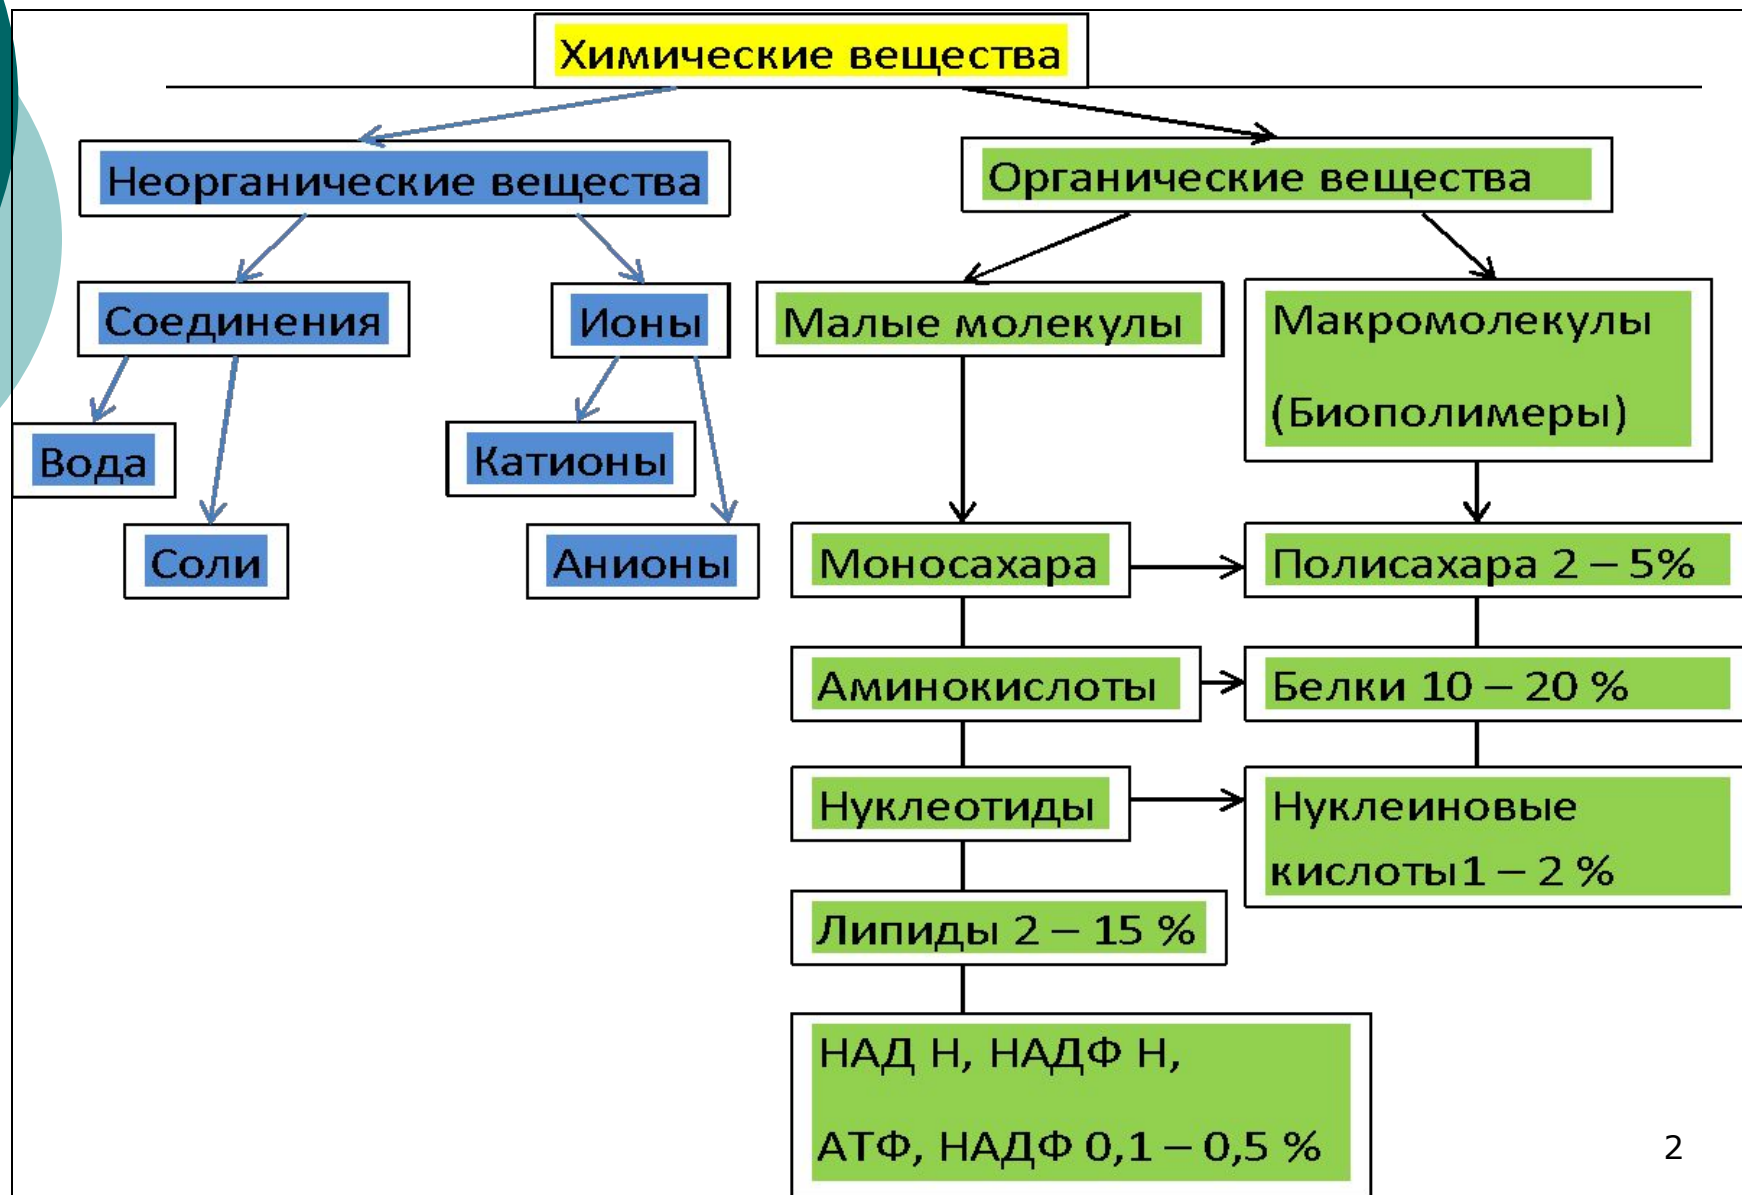 Химические вещества
Неорганические вещества
Органические вещества
Соединения
Ионы
Малые молекулы
Макромолекулы
(Биополимеры)
Вода
Катионы
Соли
Анионы
Моносахара
Полисахара 2 – 5%
Аминокислоты
Белки 10 – 20 %
Нуклеотиды
Нуклеиновые
кислоты1 – 2 %
Липиды 2 – 15 %
НАД Н, НАДФ Н,
АТФ, НАДФ 0,1 – 0,5 %
2